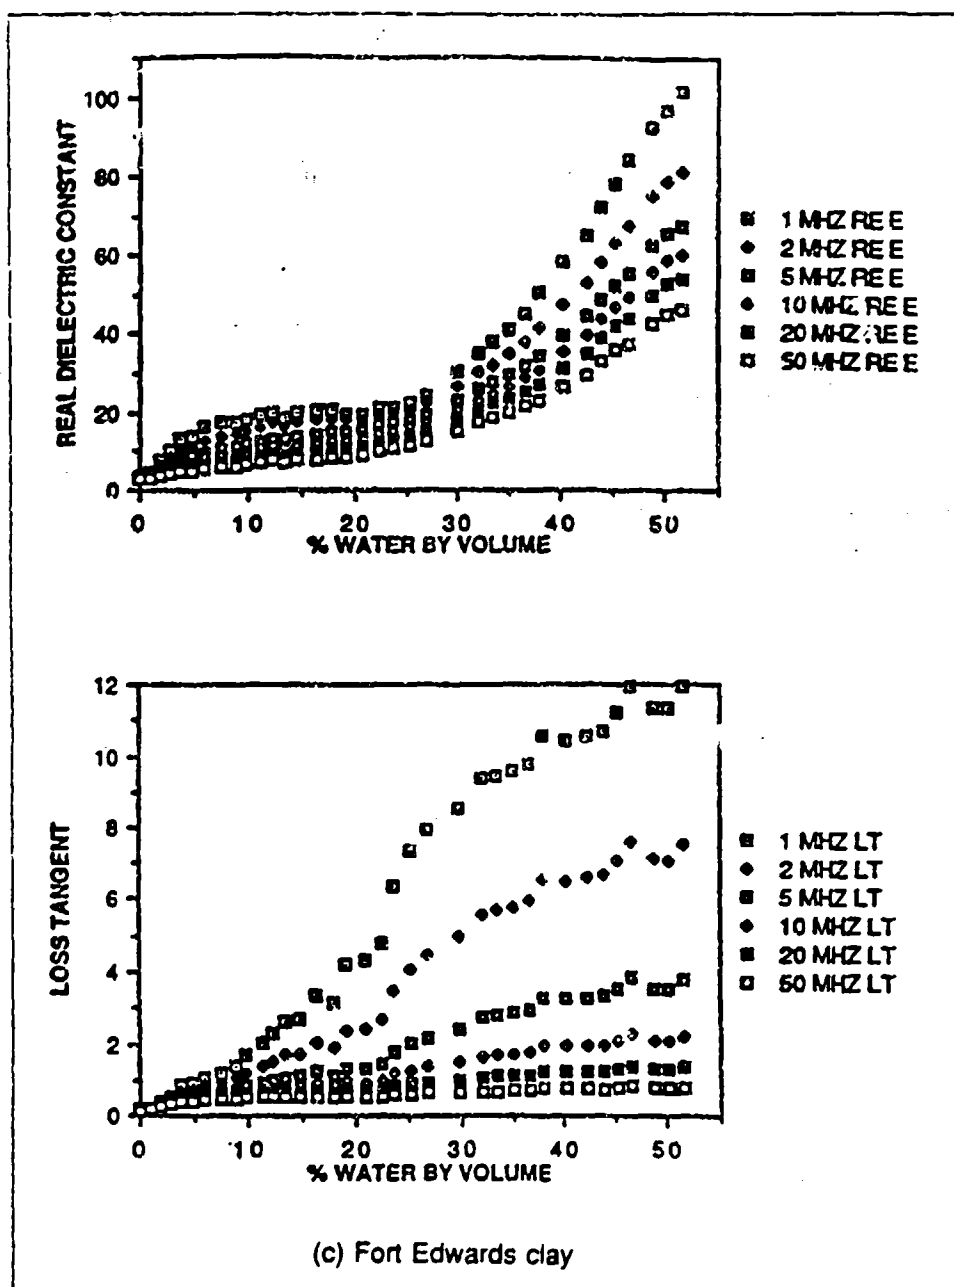 REAL DIELECTRIC CONSTANT
100
80
60
40
20
0
0 10 20 30 40 50
% WATER BY VOLUME
1 MHZ RE E
2 MHZ RE E
5 MHZ RE E
10 MHZ RE E
20 MHZ RE E
50 MHZ RE E
LOSS TANGENT
12
10
8
6
4
2
0
0 10 20 30 40 50
% WATER BY VOLUME
1 MHZ LT
2 MHZ LT
5 MHZ LT
10 MHZ LT
20 MHZ LT
50 MHZ LT
(c) Fort Edwards clay